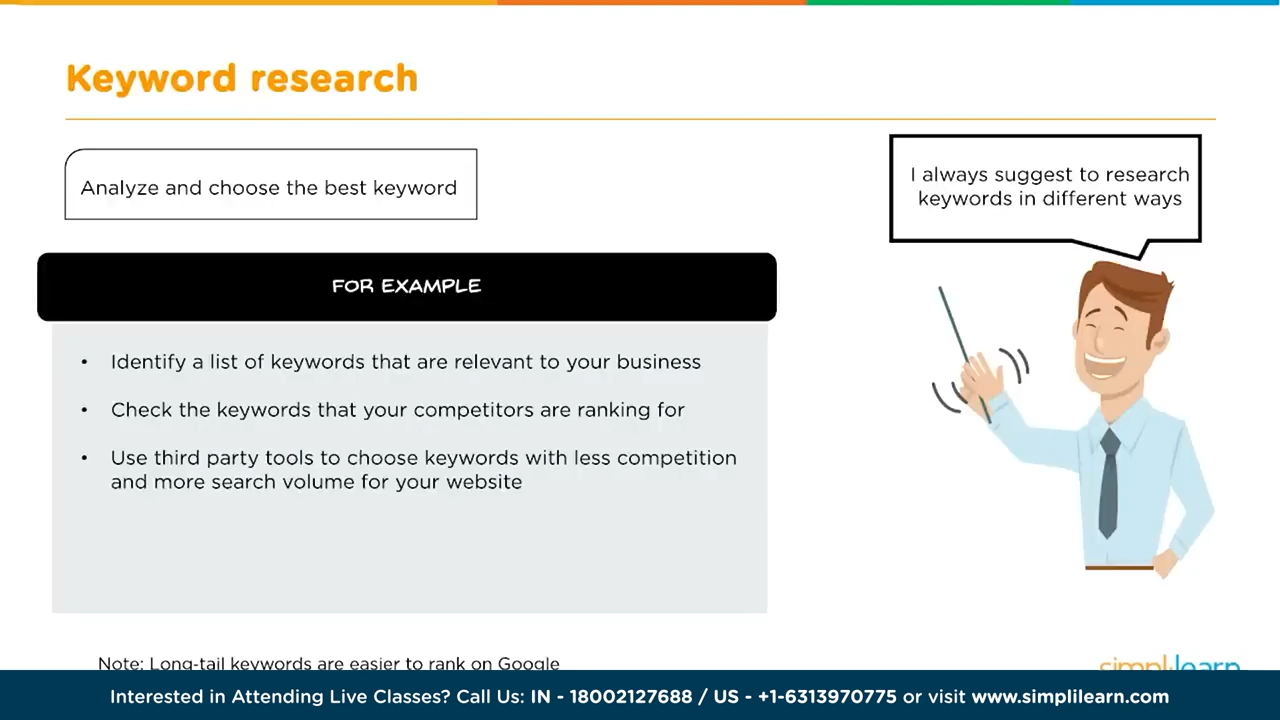 Keyword research
Analyze and choose the best keyword
I always suggest to research
keywords in different ways
FOR EXAMPLE
• Identify a list of keywords that are relevant to your business
• Check the keywords that your competitors are ranking for
• Use third party tools to choose keywords with less competition
and more search volume for your website
Note: Long-tail keywords are easier to rank on Google
simplilearn
Interested in Attending Live Classes? Call Us: IN - 18002127688 / US - +1-6313970775 or visit www.simplilearn.com